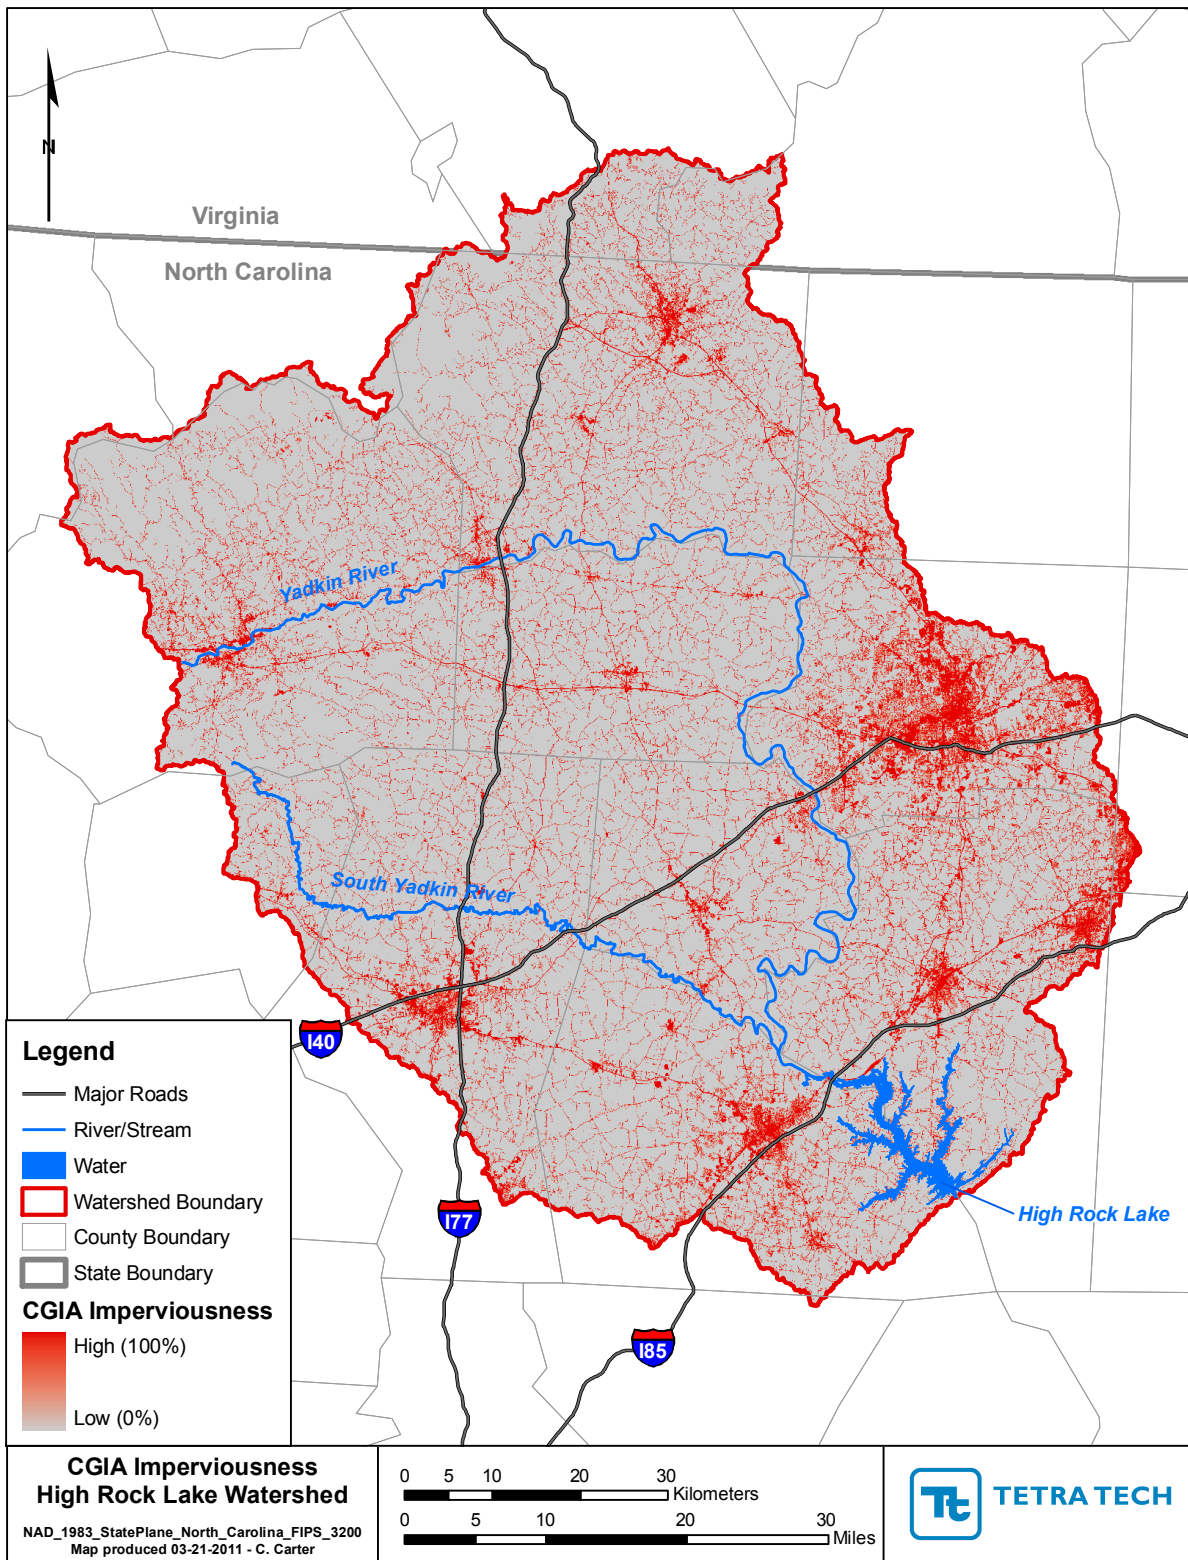 N
Virginia
North Carolina
Yadkin River
South Yadkin River
I40
I77
I85
High Rock Lake
Legend
Major Roads
River/Stream
Water
Watershed Boundary
County Boundary
State Boundary
CGIA Imperviousness
High (100%)
Low (0%)
CGIA Imperviousness
High Rock Lake Watershed
NAD_1983_StatePlane_North_Carolina_FIPS_3200
Map produced 03-21-2011 - C. Carter
0 5 10 20 30
Kilometers
0 5 10 20 30
Miles
Tt TETRA TECH